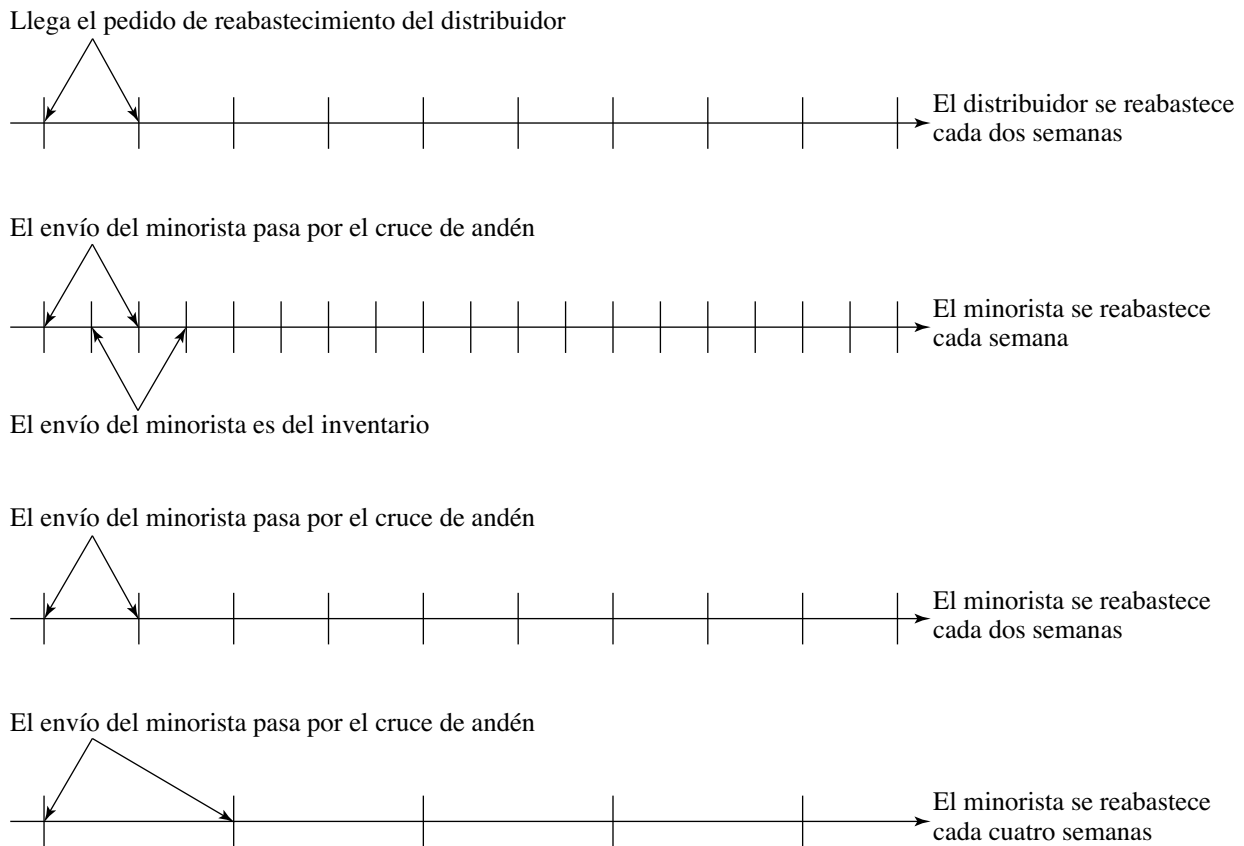 Llega el pedido de reabastecimiento del distribuidor
El distribuidor se reabastece
cada dos semanas
El envío del minorista pasa por el cruce de andén
El minorista se reabastece
cada semana
El envío del minorista es del inventario
El envío del minorista pasa por el cruce de andén
El minorista se reabastece
cada dos semanas
El envío del minorista pasa por el cruce de andén
El minorista se reabastece
cada cuatro semanas